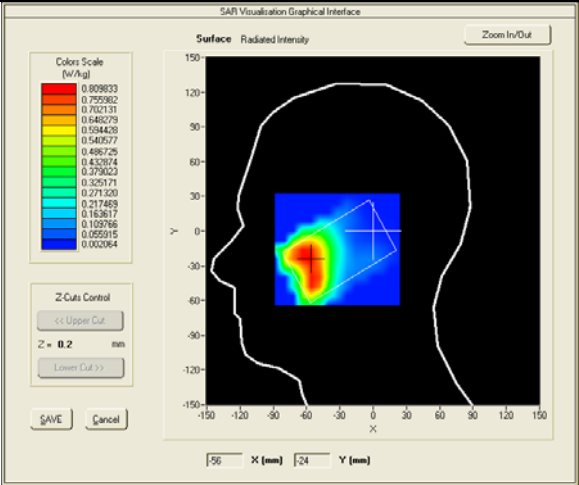 SAR Visualisation Graphical Interface
Surface Radiated Intensity
Zoom In/Out
Colors Scale
(W/kg)
0.809833
0.755982
0.702131
0.648279
0.594428
0.540577
0.486725
0.432874
0.379023
0.325171
0.271320
0.217469
0.163617
0.109766
0.055915
0.002064
150
120
90
60
30
0
-30
-60
-90
-120
-150
Y
-150 -120 -90 -60 -30 0 30 60 90 120 150
X
Z-Cuts Control
<< Upper Cut
Z = 0.2 mm
Lower Cut >>
SAVE Cancel
-56 X (mm) -24 Y (mm)